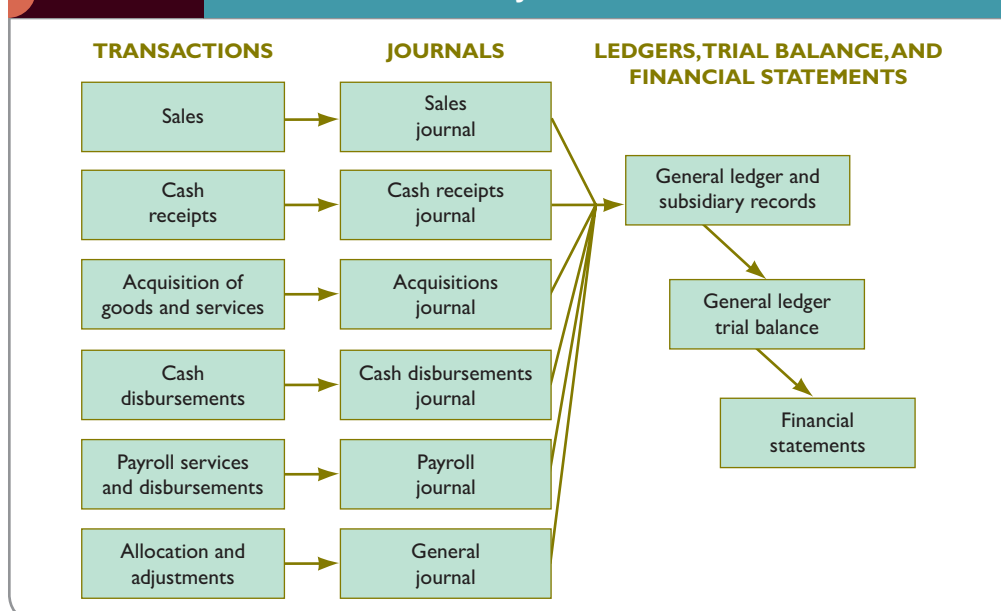 TRANSACTIONS
JOURNALS
LEDGERS,TRIAL BALANCE,AND
FINANCIAL STATEMENTS
Sales
Sales
journal
Cash
receipts
Cash receipts
journal
Acquisition of
goods and services
Acquisitions
journal
Cash
disbursements
Cash disbursements
journal
Payroll services
and disbursements
Payroll
journal
Allocation and
adjustments
General
journal
General ledger and
subsidiary records
General ledger
trial balance
Financial
statements